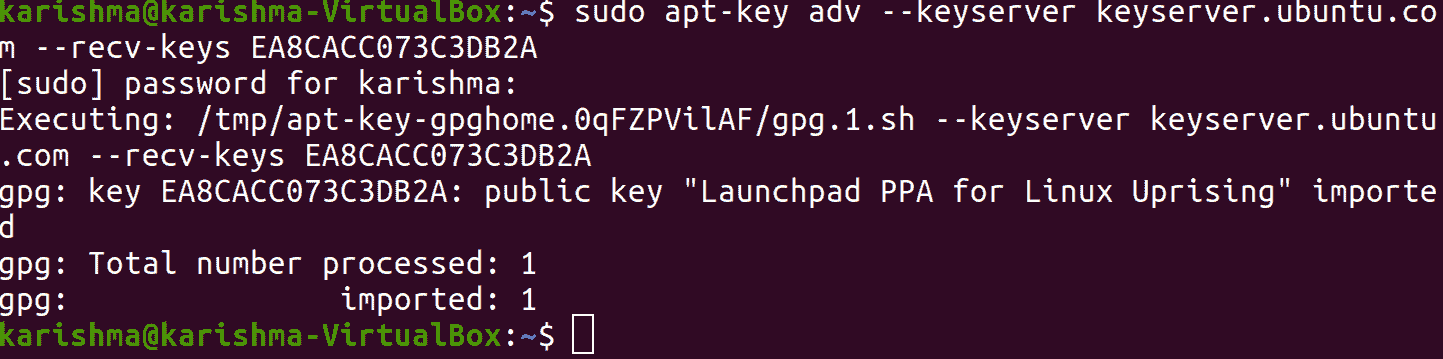 karishma@karishma-VirtualBox:~$ sudo apt-key adv --keyserver keyserver.ubuntu.co
m --recv-keys EA8CACC073C3DB2A
[sudo] password for karishma:
Executing: /tmp/apt-key-gpghome.0qFZPVilAF/gpg.1.sh --keyserver keyserver.ubuntu
.com --recv-keys EA8CACC073C3DB2A
gpg: key EA8CACC073C3DB2A: public key "Launchpad PPA for Linux Uprising" importe
d
gpg: Total number processed: 1
gpg:               imported: 1
karishma@karishma-VirtualBox:~$